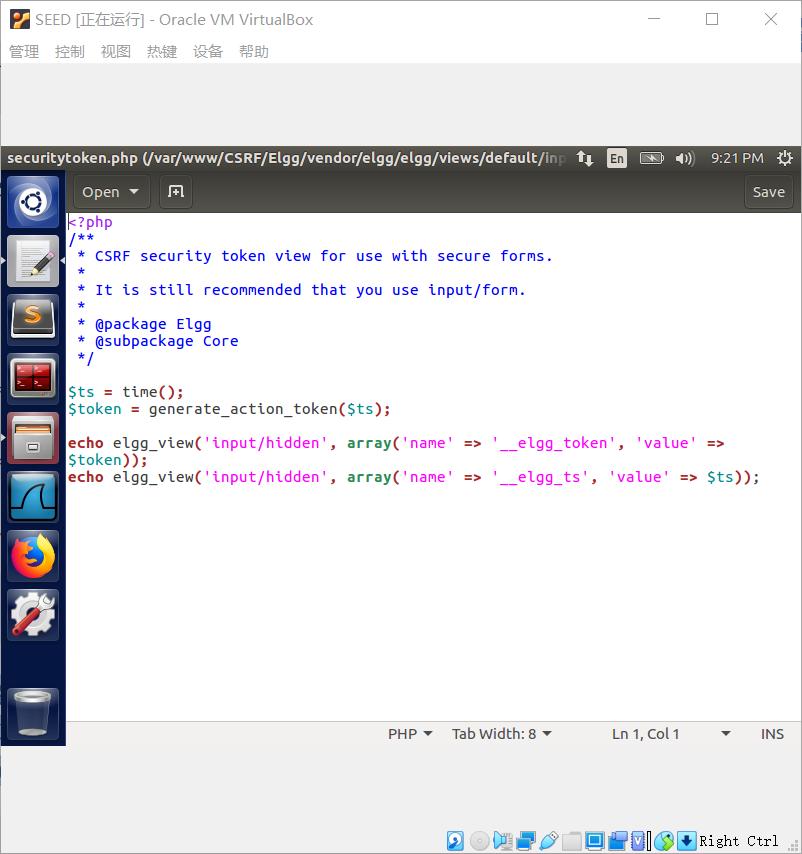 SEED [正在运行] - Oracle VM VirtualBox
管理 控制 视图 热键 设备 帮助
securitytoken.php (/var/www/CSRF/Elgg/vendor/elgg/elgg/views/default/inp En 9:21 PM
Open Save
<?php
/**
 * CSRF security token view for use with secure forms.
 *
 * It is still recommended that you use input/form.
 *
 * @package Elgg
 * @subpackage Core
 */
$ts = time();
$token = generate_action_token($ts);
echo elgg_view('input/hidden', array('name' => '__elgg_token', 'value' =>
$token));
echo elgg_view('input/hidden', array('name' => '__elgg_ts', 'value' => $ts));
PHP Tab Width: 8 Ln 1, Col 1 INS
Right Ctrl